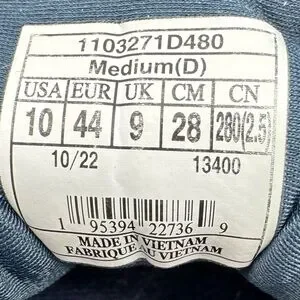 1103271D480
Medium(D)
USA EUR UK CM CN
10 44 9 28 280(2.5)
10/22 13400
1 95394 22736 9
MADE IN VIETNAM
FABRIQUE AU VIETNAM